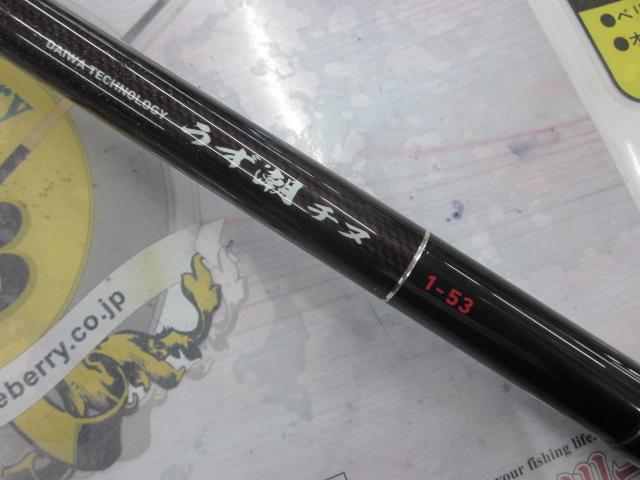 DAIWA TECHNOLOGY
うず潮チヌ
1-53
eberry.co.jp
your fishing life.